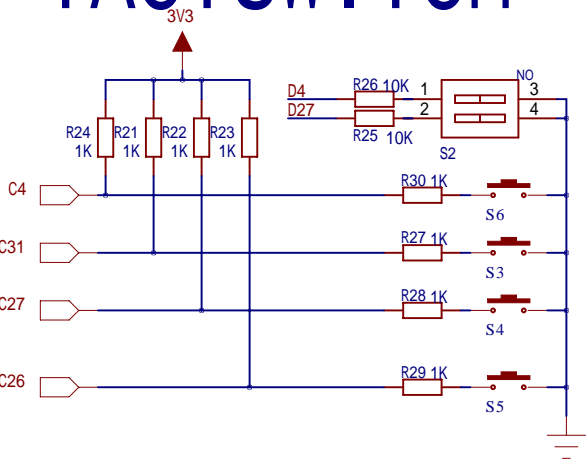 3V3
D4 R26 10K 1 NO 3
D27 2 4
R25 10K
S2
R24 R21 R22 R23
1K 1K 1K 1K
C4 R30 1K
S6
C31 R27 1K
S3
C27 R28 1K
S4
C26 R29 1K
S5